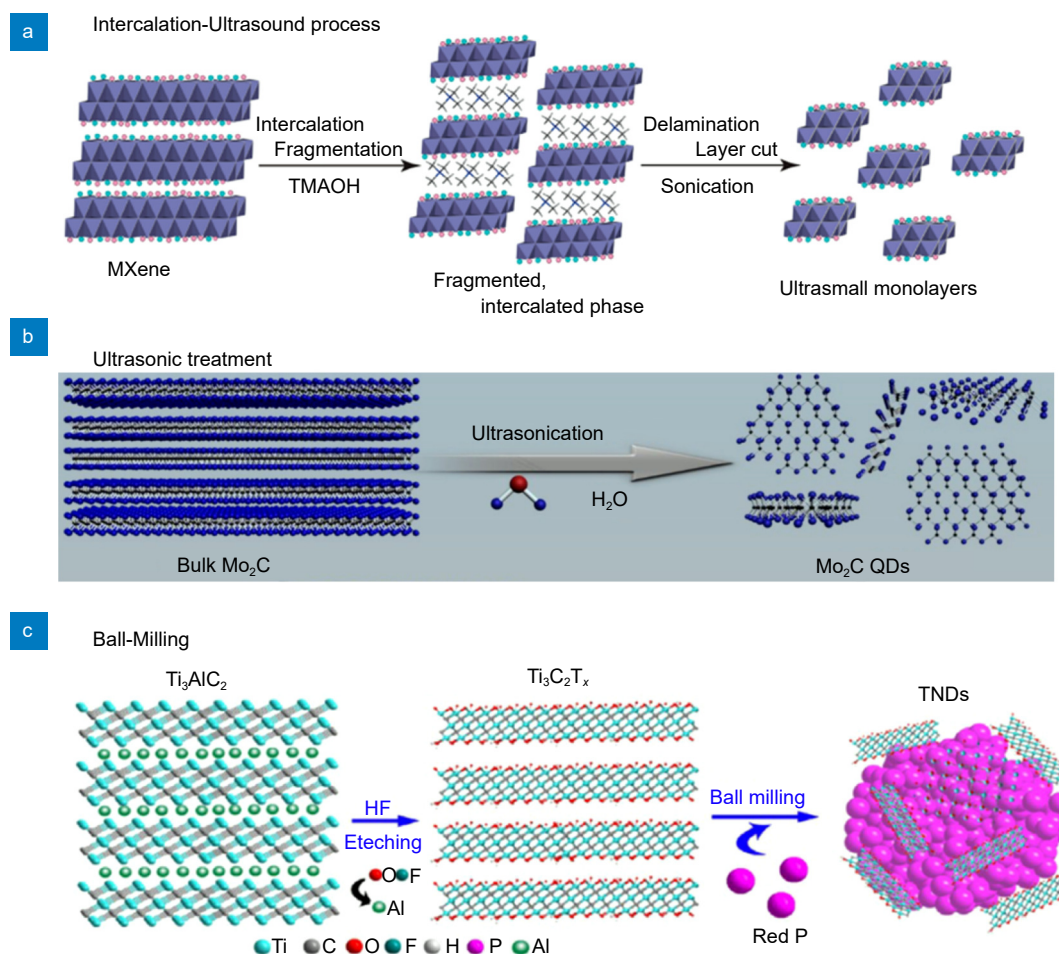 a
Intercalation-Ultrasound process
Intercalation
Fragmentation
TMAOH
Delamination
Layer cut
Sonication
MXene
Fragmented,
intercalated phase
Ultrasmall monolayers
b
Ultrasonic treatment
Ultrasonication
H₂O
Bulk Mo₂C
Mo₂C QDs
c
Ball-Milling
Ti₃AlC₂
Ti₃C₂Tₓ
TNDs
HF
Eteching
O F
Al
Ball milling
Red P
Ti C O F H P Al